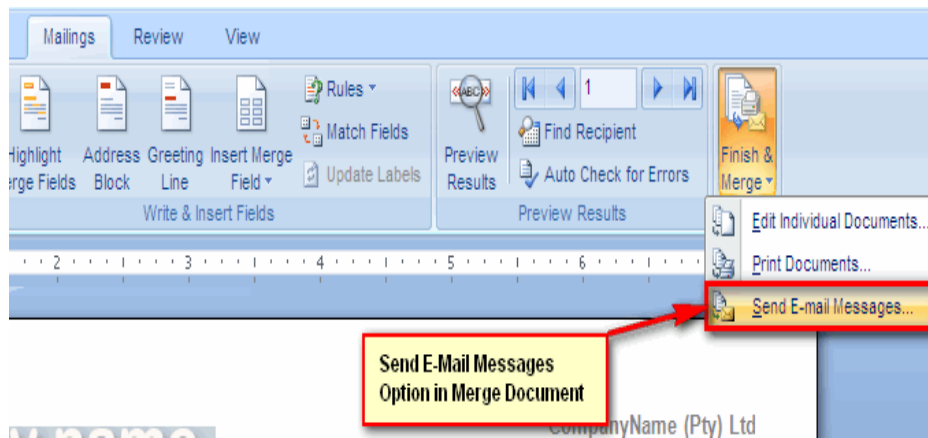 Mailings Review View
Rules
Match Fields
Update Labels
Highlight
Merge Fields
Address
Block
Greeting
Line
Insert Merge
Field
Write & Insert Fields
«ABC»
Preview
Results
1
Find Recipient
Auto Check for Errors
Preview Results
Finish &
Merge
Edit Individual Documents...
Print Documents...
Send E-mail Messages...
2 3 4 5 6
Send E-Mail Messages
Option in Merge Document
CompanyName (Pty) Ltd